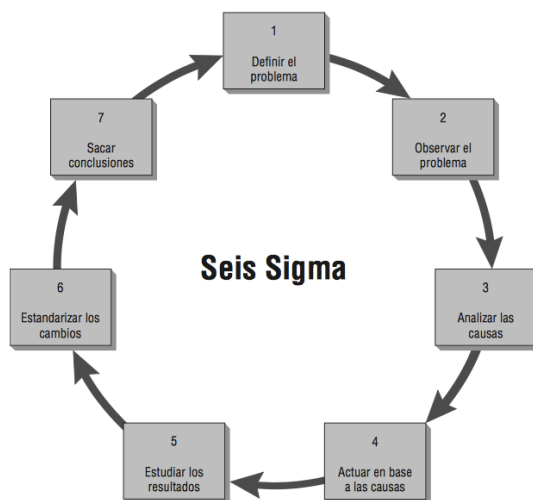 1
Definir el
problema
2
Observar el
problema
3
Analizar las
causas
4
Actuar en base
a las causas
5
Estudiar los
resultados
6
Estandarizar los
cambios
7
Sacar
conclusiones
Seis Sigma